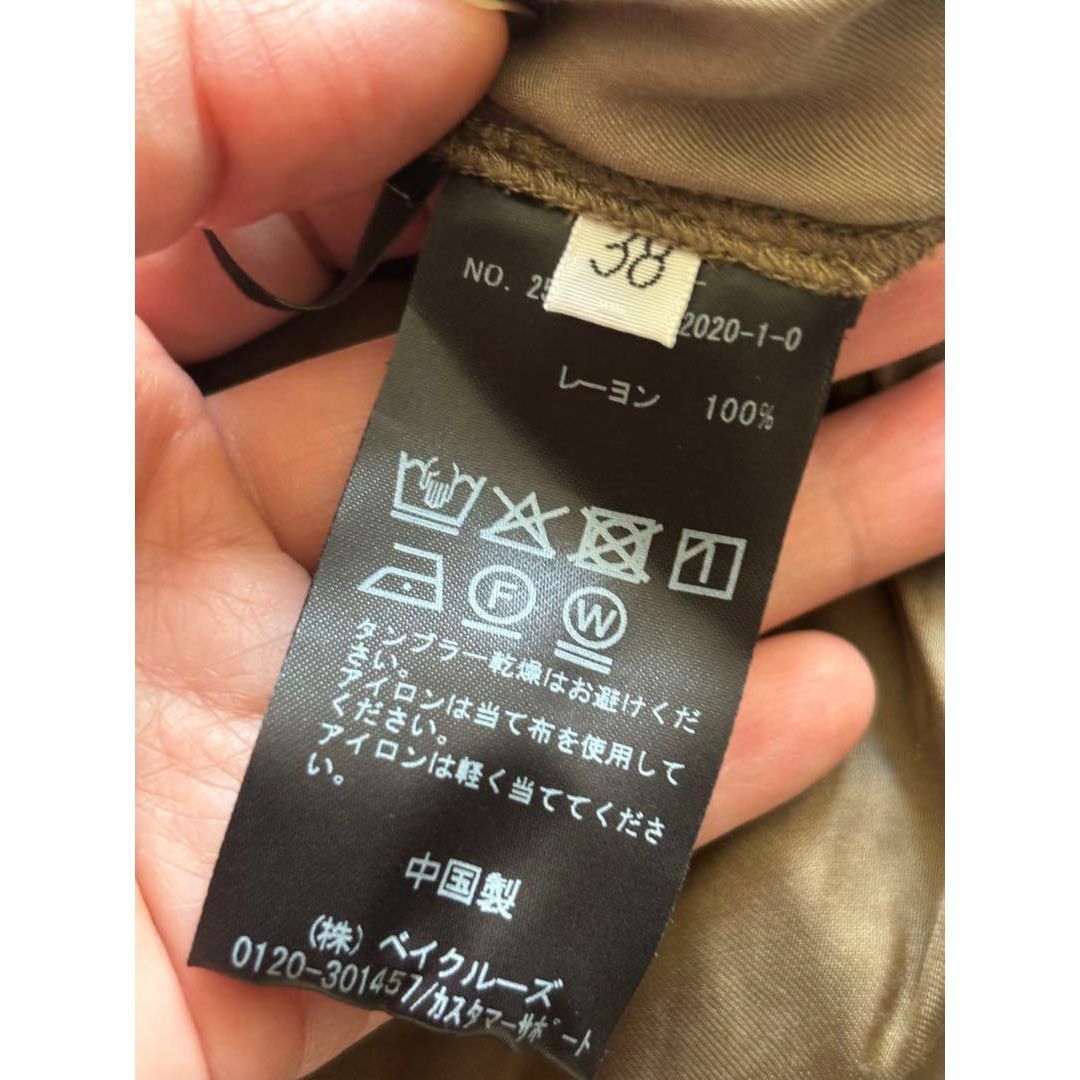 38
NO. 25
2020-1-0
レーヨン 100%
F W
タンブラー乾燥はお避けくだ
さい。
アイロンは当て布を使用して
ください。
アイロンは軽く当ててくださ
い。
中国製
(株) ベイクルーズ
0120-301457/カスタマーサポート